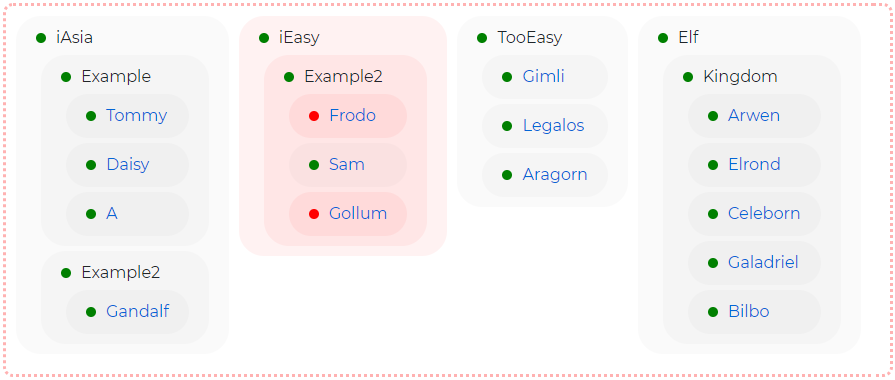 iAsia
Example
Tommy
Daisy
A
Example2
Gandalf
iEasy
Example2
Frodo
Sam
Gollum
TooEasy
Gimli
Legalos
Aragorn
Elf
Kingdom
Arwen
Elrond
Celeborn
Galadriel
Bilbo